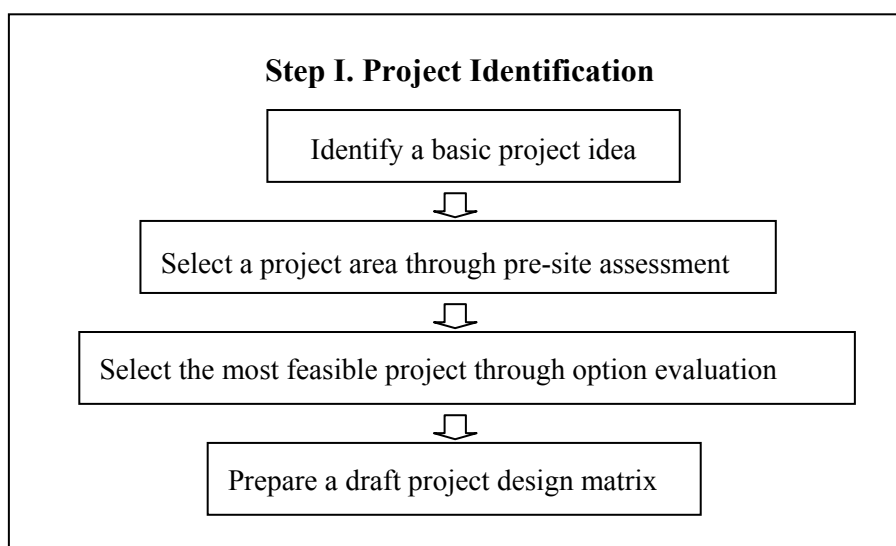 Step I. Project Identification
Identify a basic project idea
Select a project area through pre-site assessment
Select the most feasible project through option evaluation
Prepare a draft project design matrix